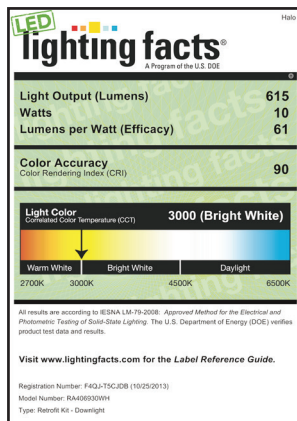 Halo
LED
lighting facts®
A Program of the U.S. DOE
Light Output (Lumens) 615
Watts 10
Lumens per Watt (Efficacy) 61
Color Accuracy
Color Rendering Index (CRI) 90
Light Color
Correlated Color Temperature (CCT) 3000 (Bright White)
Warm White Bright White Daylight
2700K 3000K 4500K 6500K
All results are according to IESNA LM-79-2008: Approved Method for the Electrical and
Photometric Testing of Solid-State Lighting. The U.S. Department of Energy (DOE) verifies
product test data and results.
Visit www.lightingfacts.com for the Label Reference Guide.
Registration Number: F4QJ-T5CJDB (10/25/2013)
Model Number: RA406930WH
Type: Retrofit Kit - Downlight